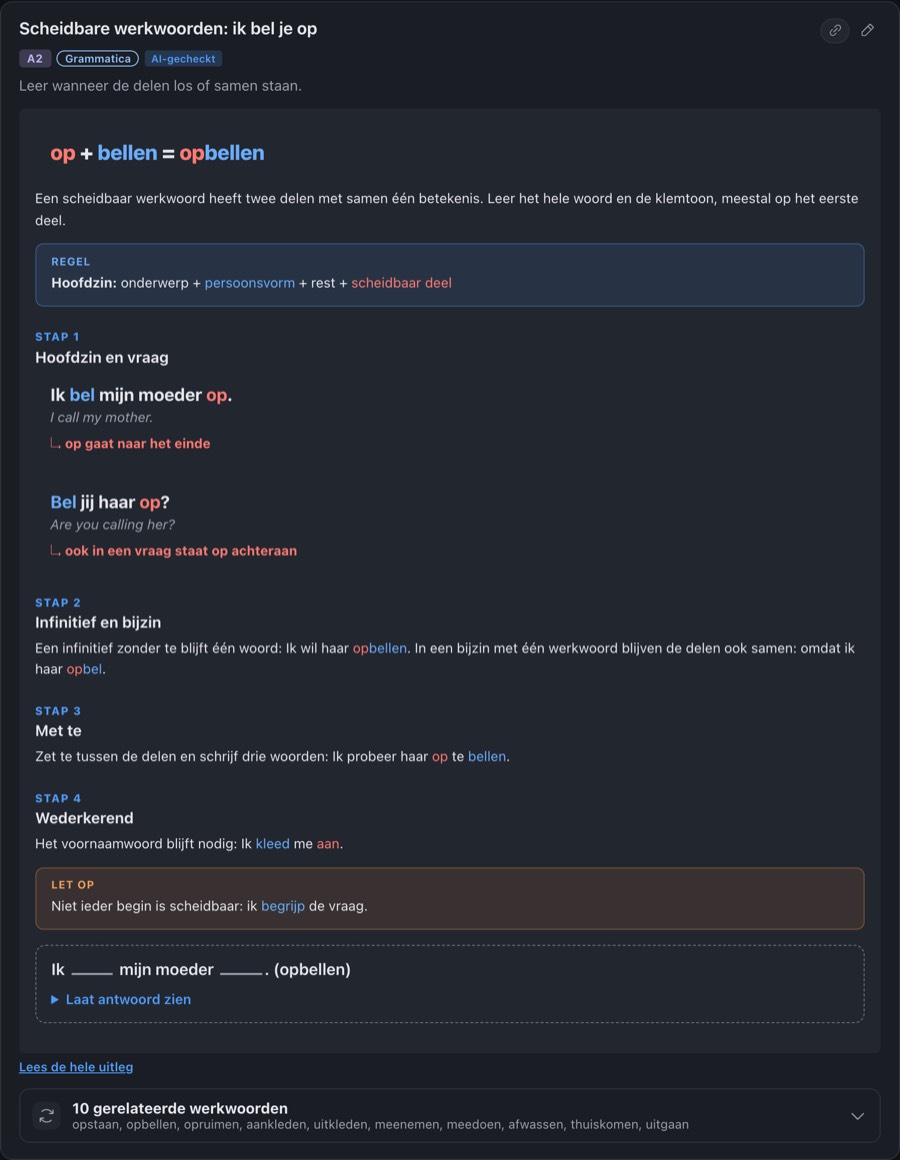 Scheidbare werkwoorden: ik bel je op
A2 Grammatica AI-gecheckt
Leer wanneer de delen los of samen staan.
op + bellen = opbellen
Een scheidbaar werkwoord heeft twee delen met samen één betekenis. Leer het hele woord en de klemtoon, meestal op het eerste
deel.
REGEL
Hoofdzin: onderwerp + persoonsvorm + rest + scheidbaar deel
STAP 1
Hoofdzin en vraag
Ik bel mijn moeder op.
I call my mother.
op gaat naar het einde
Bel jij haar op?
Are you calling her?
ook in een vraag staat op achteraan
STAP 2
Infinitief en bijzin
Een infinitief zonder te blijft één woord: Ik wil haar opbellen. In een bijzin met één werkwoord blijven de delen ook samen: omdat ik
haar opbel.
STAP 3
Met te
Zet te tussen de delen en schrijf drie woorden: Ik probeer haar op te bellen.
STAP 4
Wederkerend
Het voornaamwoord blijft nodig: Ik kleed me aan.
LET OP
Niet ieder begin is scheidbaar: ik begrijp de vraag.
Ik _____ mijn moeder _____. (opbellen)
Laat antwoord zien
Lees de hele uitleg
10 gerelateerde werkwoorden
opstaan, opbellen, opruimen, aankleden, uitkleden, meenemen, meedoen, afwassen, thuiskomen, uitgaan